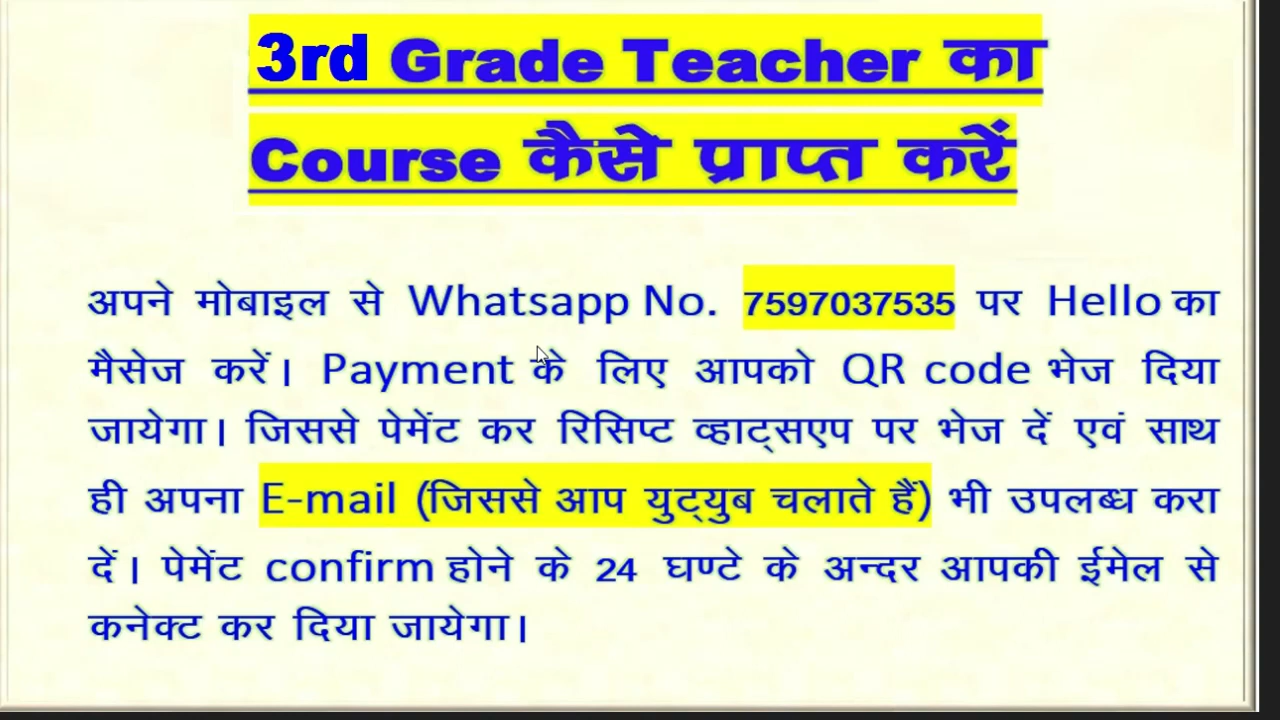 3rd Grade Teacher का
Course कैसे प्राप्त करें
अपने मोबाइल से Whatsapp No. 7597037535 पर Hello का
मैसेज करें। Payment के लिए आपको QR code भेज दिया
जायेगा। जिससे पेमेंट कर रिसिप्ट व्हाट्सएप पर भेज दें एवं साथ
ही अपना E-mail (जिससे आप युट्युब चलाते हैं) भी उपलब्ध करा
दें। पेमेंट confirm होने के 24 घण्टे के अन्दर आपकी ईमेल से
कनेक्ट कर दिया जायेगा।